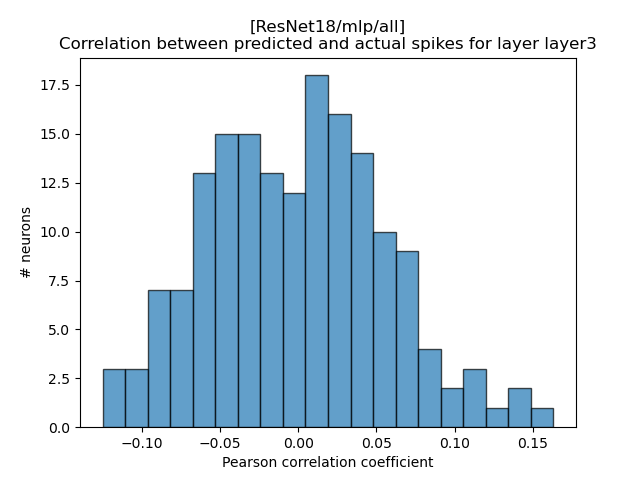 [ResNet18/mlp/all]
Correlation between predicted and actual spikes for layer layer3
17.5
15.0
12.5
10.0
7.5
5.0
2.5
0.0
# neurons
−0.10 −0.05 0.00 0.05 0.10 0.15
Pearson correlation coefficient